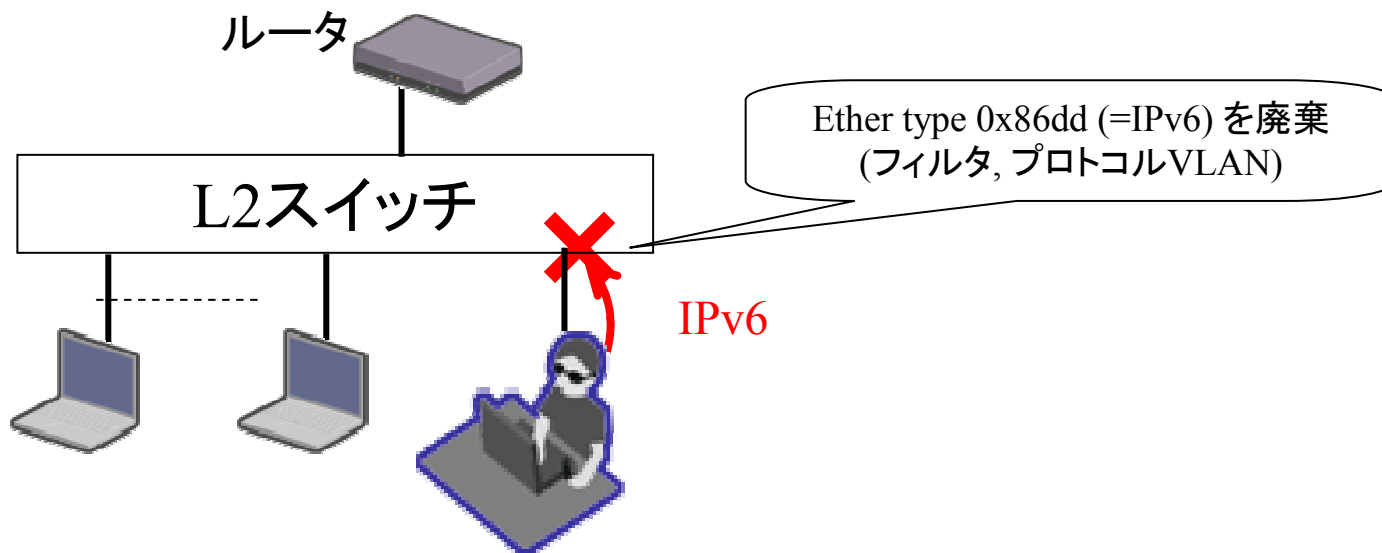 ルータ
Ether type 0x86dd (=IPv6) を廃棄
(フィルタ, プロトコルVLAN)
L2スイッチ
IPv6